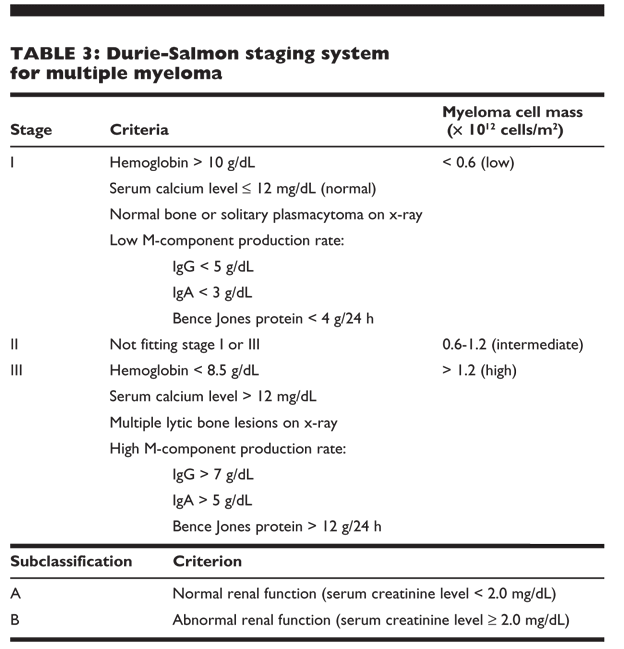 TABLE 3: Durie-Salmon staging system
for multiple myeloma
Myeloma cell mass
Stage Criteria (× 10¹² cells/m²)
I Hemoglobin > 10 g/dL < 0.6 (low)
Serum calcium level ≤ 12 mg/dL (normal)
Normal bone or solitary plasmacytoma on x-ray
Low M-component production rate:
IgG < 5 g/dL
IgA < 3 g/dL
Bence Jones protein < 4 g/24 h
II Not fitting stage I or III 0.6-1.2 (intermediate)
III Hemoglobin < 8.5 g/dL > 1.2 (high)
Serum calcium level > 12 mg/dL
Multiple lytic bone lesions on x-ray
High M-component production rate:
IgG > 7 g/dL
IgA > 5 g/dL
Bence Jones protein > 12 g/24 h
Subclassification Criterion
A Normal renal function (serum creatinine level < 2.0 mg/dL)
B Abnormal renal function (serum creatinine level ≥ 2.0 mg/dL)